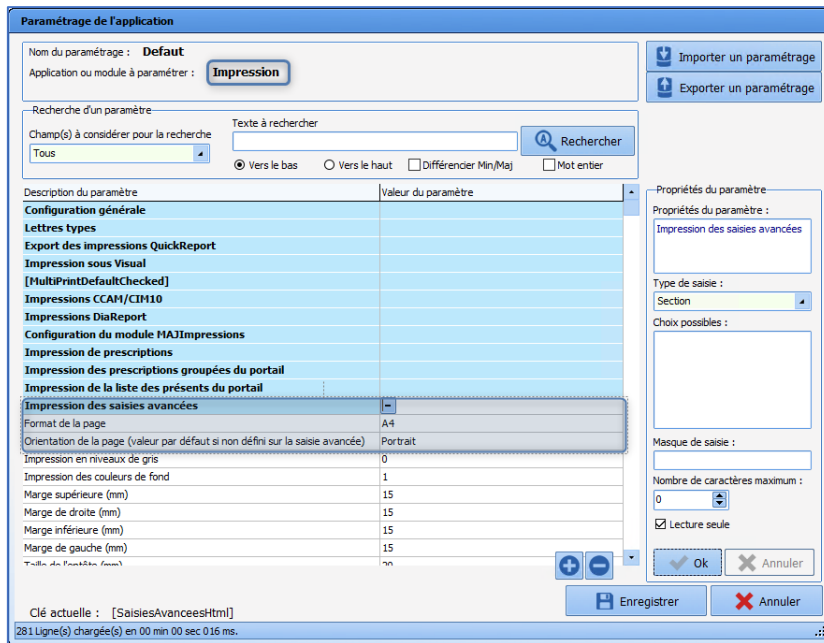 Paramétrage de l'application
Nom du paramétrage : Defaut
Application ou module à paramétrer : Impression
Importer un paramétrage
Exporter un paramétrage
Recherche d'un paramètre
Champ(s) à considérer pour la recherche
Tous
Texte à rechercher
Rechercher
Vers le bas Vers le haut Différencier Min/Maj Mot entier
Description du paramètre Valeur du paramètre
Configuration générale
Lettres types
Export des impressions QuickReport
Impression sous Visual
[MultiPrintDefaultChecked]
Impressions CCAM/CIM10
Impressions DiaReport
Configuration du module MAJImpressions
Impression de prescriptions
Impression des prescriptions groupées du portail
Impression de la liste des présents du portail
Impression des saisies avancées
Format de la page A4
Orientation de la page (valeur par défaut si non défini sur la saisie avancée) Portrait
Impression en niveaux de gris 0
Impression des couleurs de fond 1
Marge supérieure (mm) 15
Marge de droite (mm) 15
Marge inférieure (mm) 15
Marge de gauche (mm) 15
Taille de l'entête (mm) 20
Propriétés du paramètre
Propriétés du paramètre :
Impression des saisies avancées
Type de saisie :
Section
Choix possibles :
Masque de saisie :
Nombre de caractères maximum :
0
Lecture seule
Ok Annuler
Clé actuelle : [SaisiesAvanceesHtml]
Enregistrer Annuler
281 Ligne(s) chargée(s) en 00 min 00 sec 016 ms.